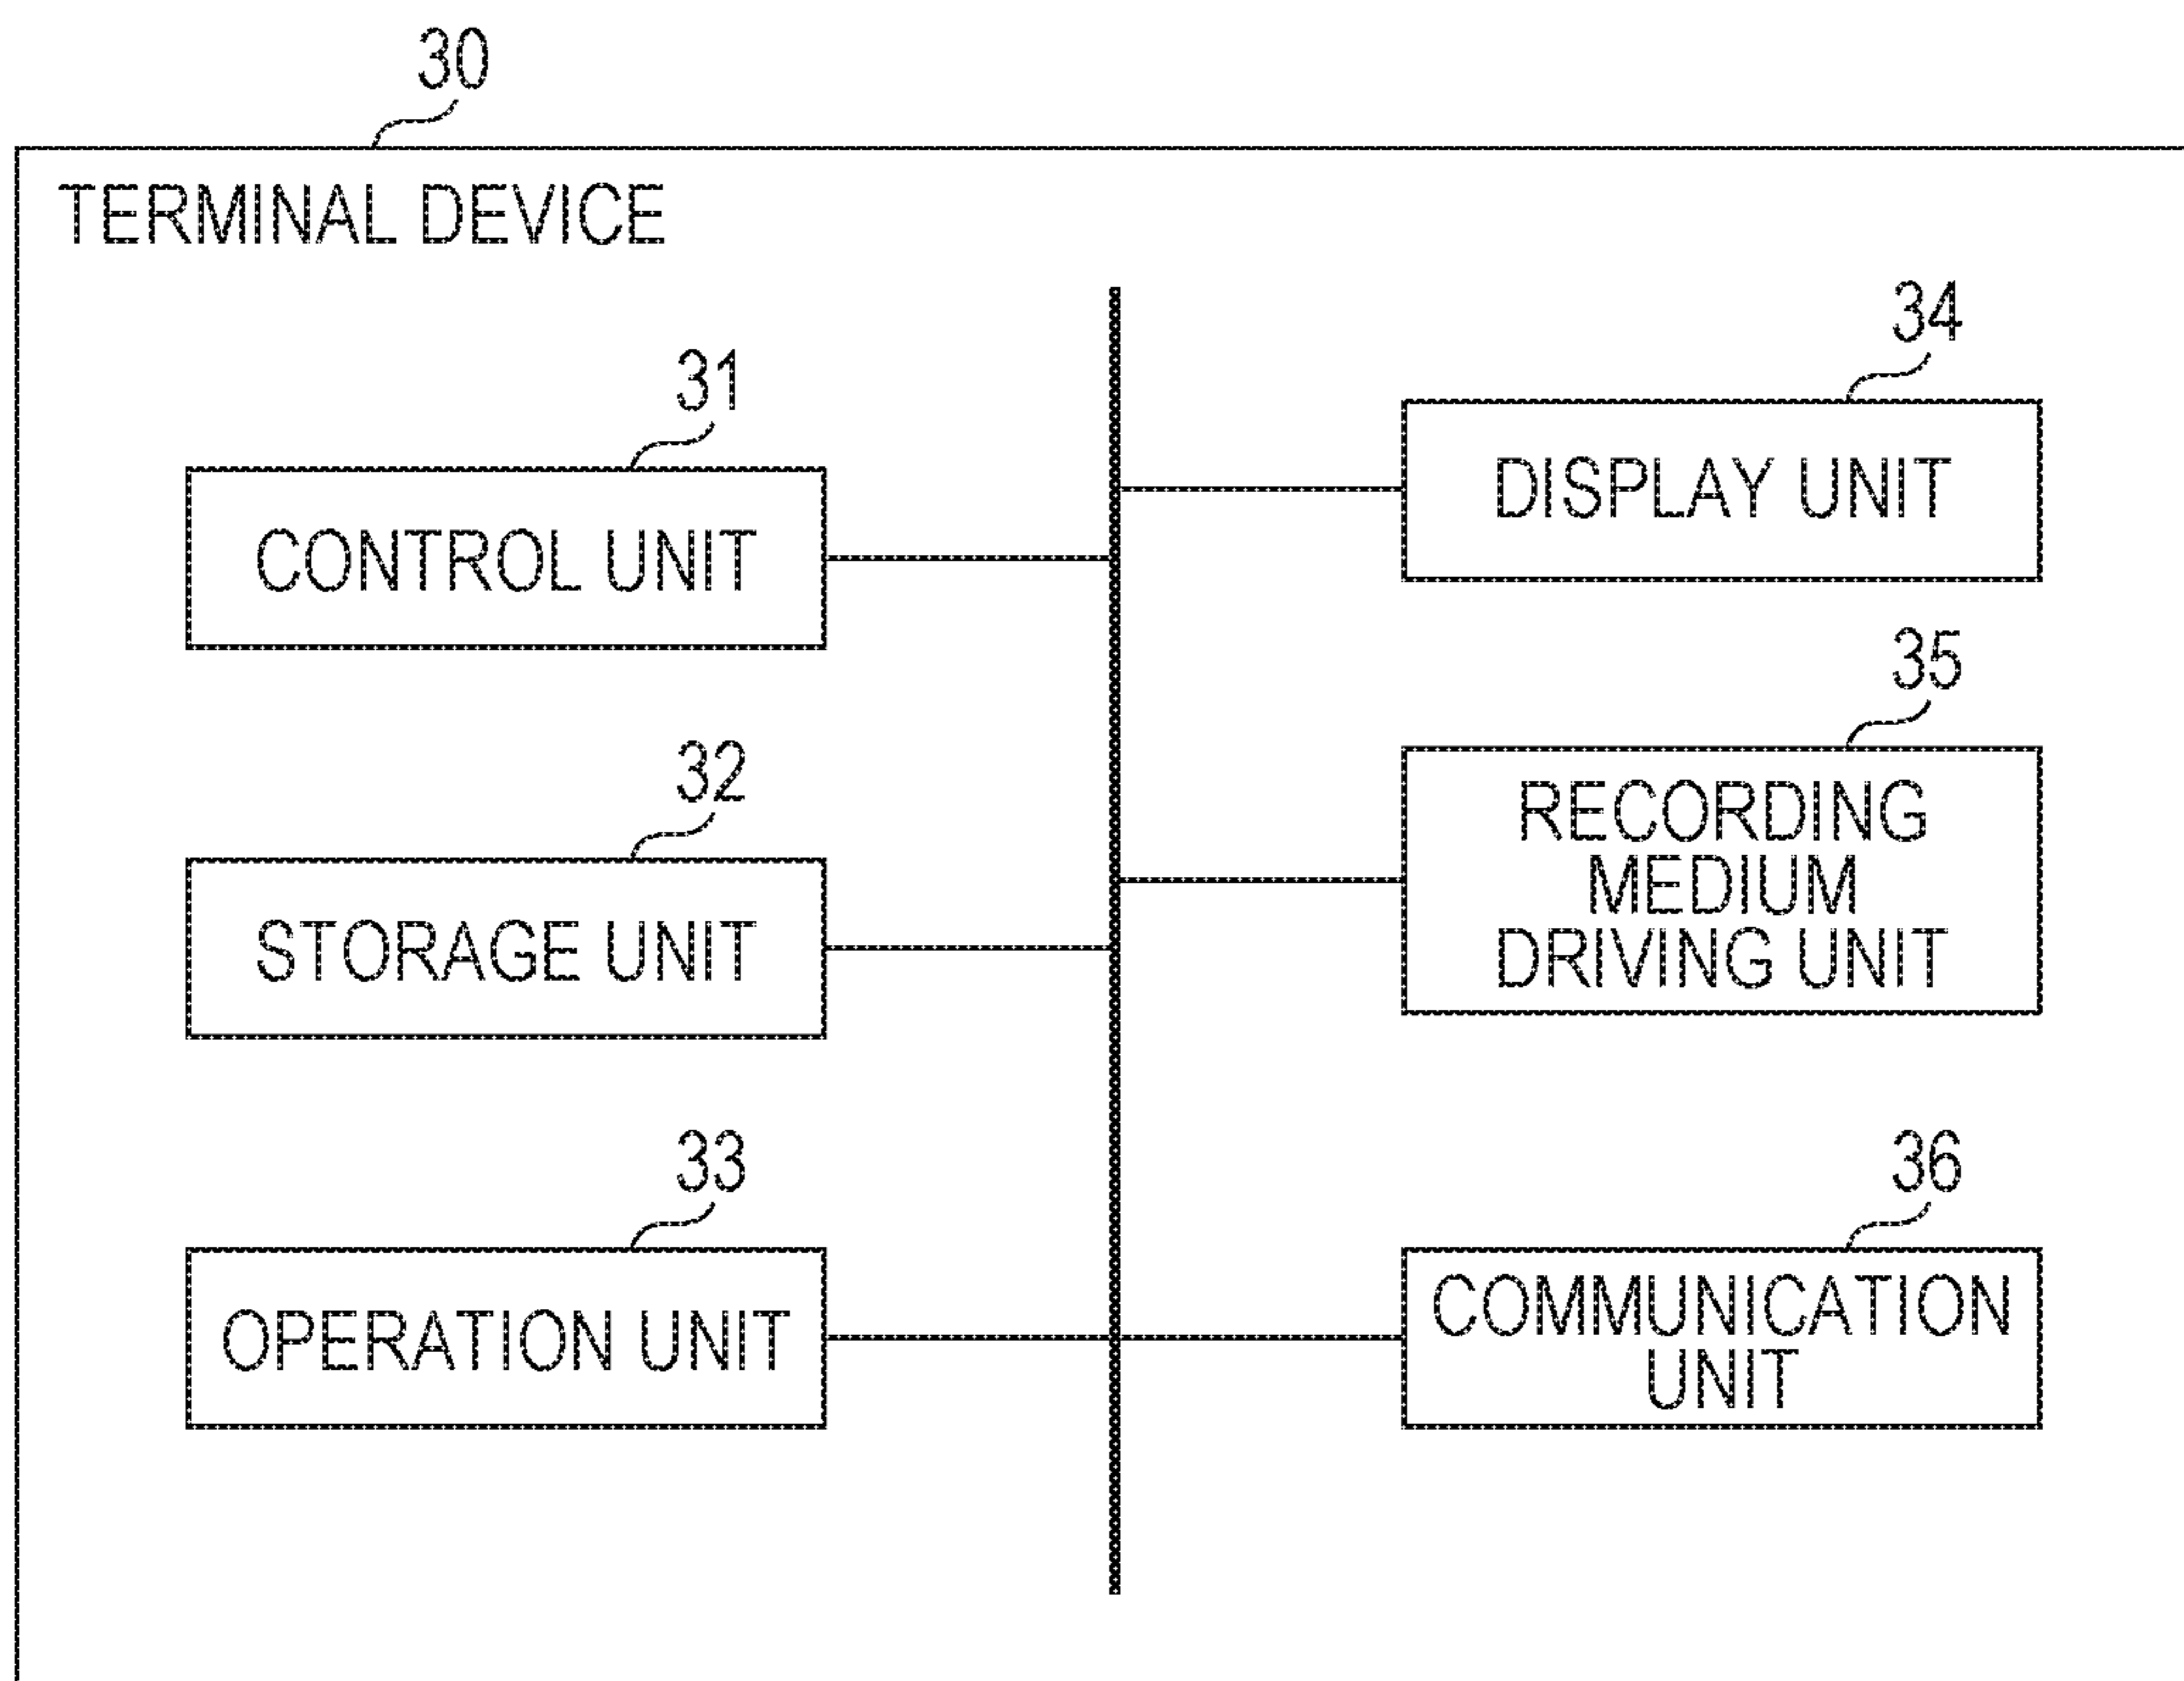 30
TERMINAL DEVICE
31
CONTROL UNIT
32
STORAGE UNIT
33
OPERATION UNIT
34
DISPLAY UNIT
35
RECORDING
MEDIUM
DRIVING UNIT
36
COMMUNICATION
UNIT